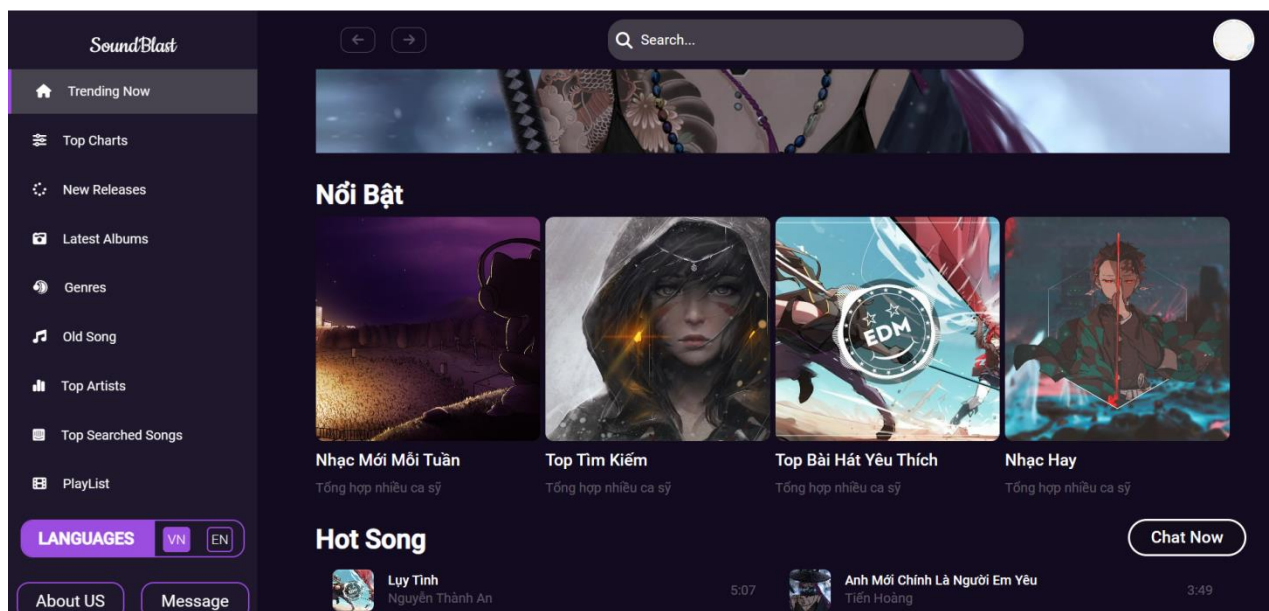 SoundBlast
Search...
Trending Now
Top Charts
New Releases
Latest Albums
Genres
Old Song
Top Artists
Top Searched Songs
PlayList
LANGUAGES VN EN
About US Message
Nổi Bật
EDM
Nhạc Mới Mỗi Tuần
Tổng hợp nhiều ca sỹ
Top Tìm Kiếm
Tổng hợp nhiều ca sỹ
Top Bài Hát Yêu Thích
Tổng hợp nhiều ca sỹ
Nhạc Hay
Tổng hợp nhiều ca sỹ
Hot Song
Chat Now
Lụy Tình
Nguyễn Thành An
5:07
Anh Mới Chính Là Người Em Yêu
Tiến Hoàng
3:49